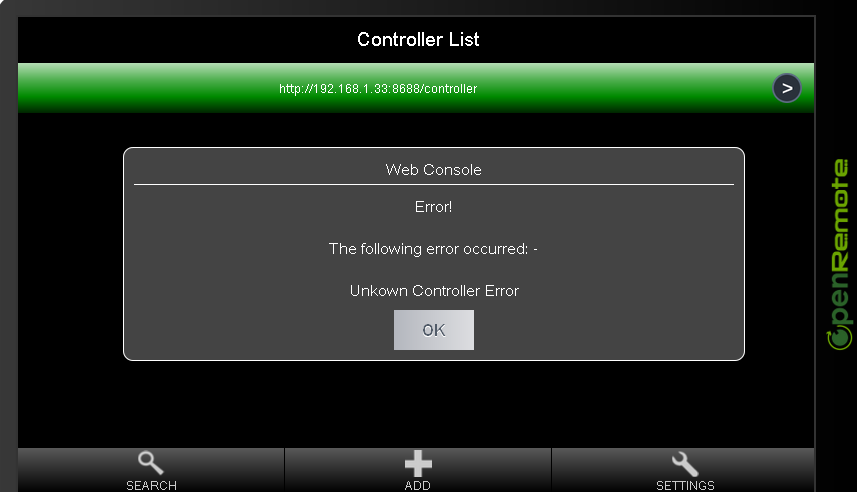 Controller List
http://192.168.1.33:8688/controller
>
Web Console
Error!
The following error occurred: -
Unkown Controller Error
OK
SEARCH
ADD
SETTINGS
OpenRemote